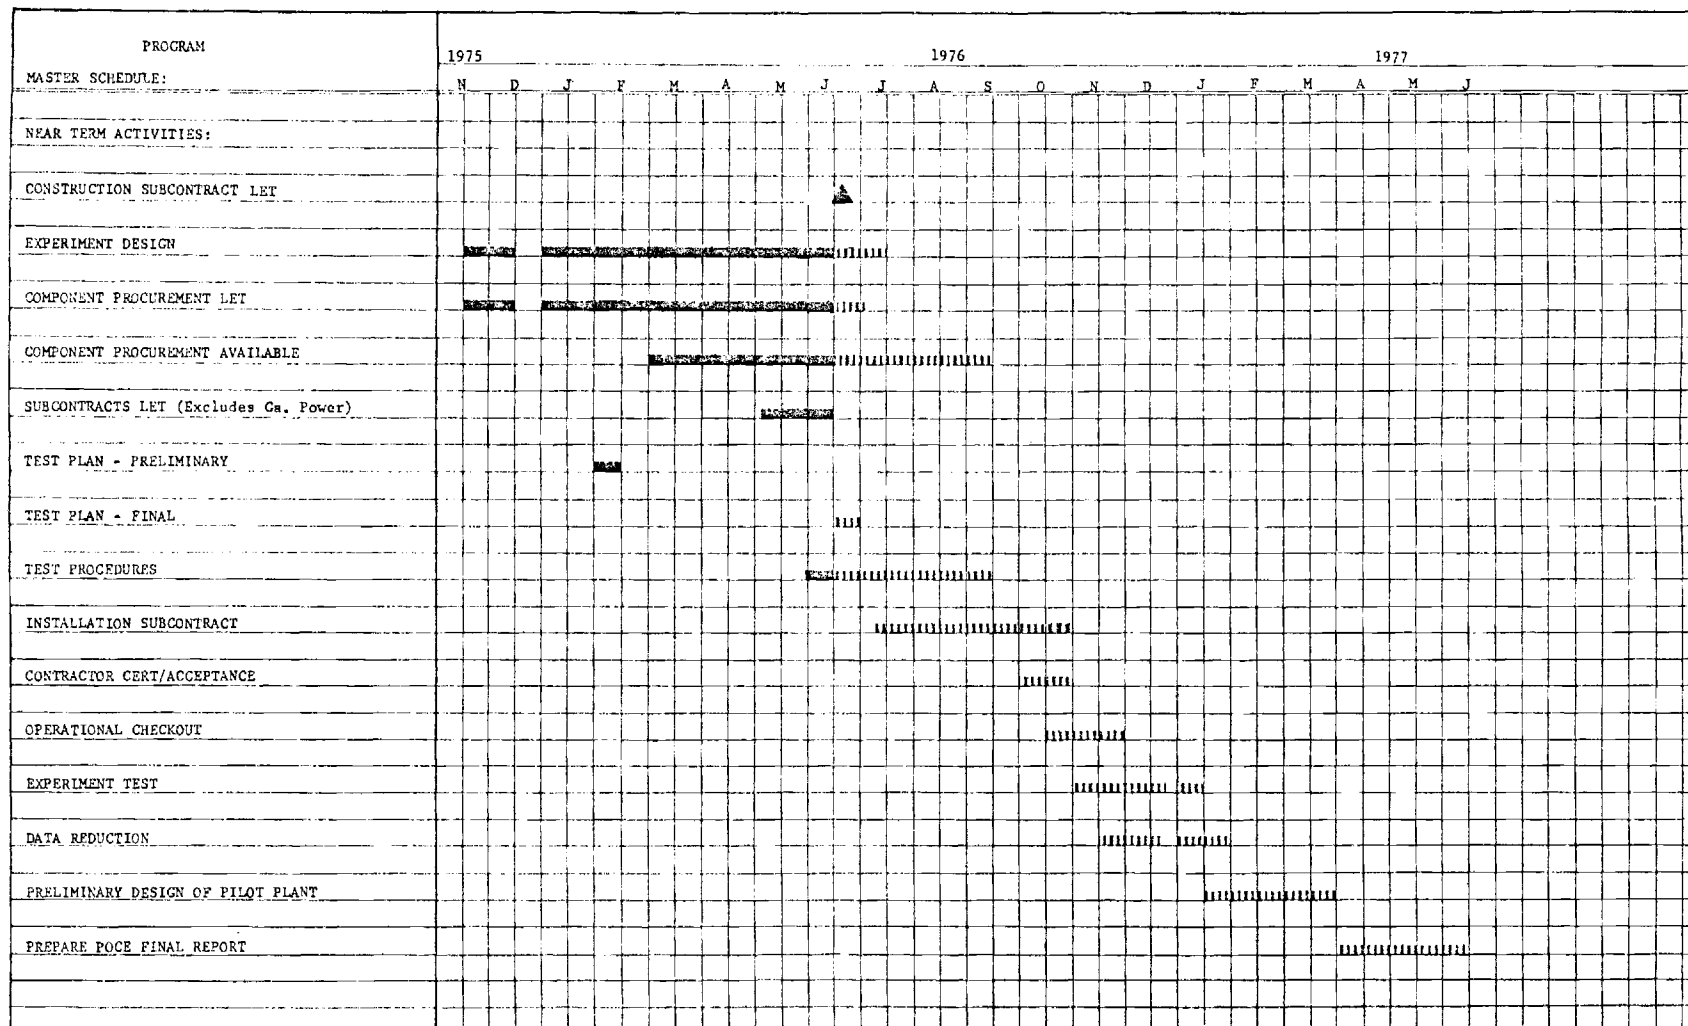 PROGRAM
1975 1976 1977
MASTER SCHEDULE:
N D J F M A M J J A S O N D J F M A M J
NEAR TERM ACTIVITIES:
CONSTRUCTION SUBCONTRACT LET
EXPERIMENT DESIGN
COMPONENT PROCUREMENT LET
COMPONENT PROCUREMENT AVAILABLE
SUBCONTRACTS LET (Excludes Ga. Power)
TEST PLAN - PRELIMINARY
TEST PLAN - FINAL
TEST PROCEDURES
INSTALLATION SUBCONTRACT
CONTRACTOR CERT/ACCEPTANCE
OPERATIONAL CHECKOUT
EXPERIMENT TEST
DATA REDUCTION
PRELIMINARY DESIGN OF PILOT PLANT
PREPARE POCE FINAL REPORT